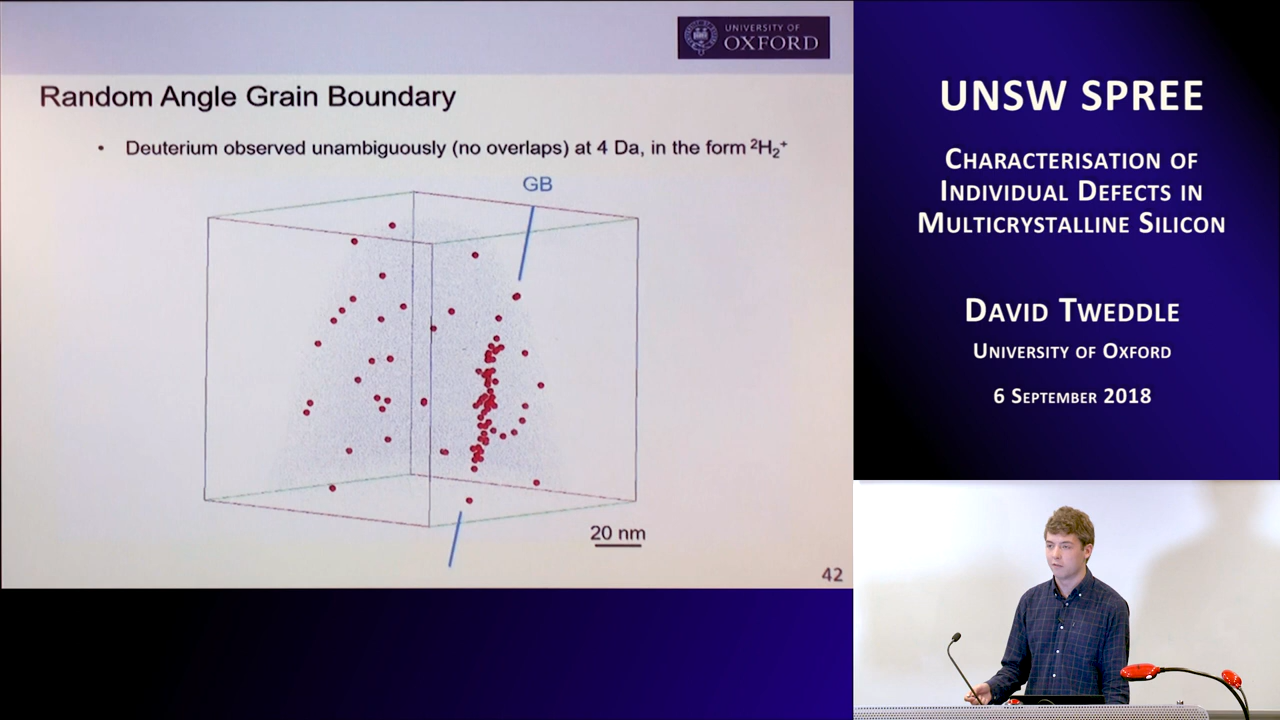 UNIVERSITY OF
OXFORD
Random Angle Grain Boundary
• Deuterium observed unambiguously (no overlaps) at 4 Da, in the form ²H₂⁺
GB
20 nm
42
UNSW SPREE
CHARACTERISATION OF
INDIVIDUAL DEFECTS IN
MULTICRYSTALLINE SILICON
DAVID TWEDDLE
UNIVERSITY OF OXFORD
6 SEPTEMBER 2018